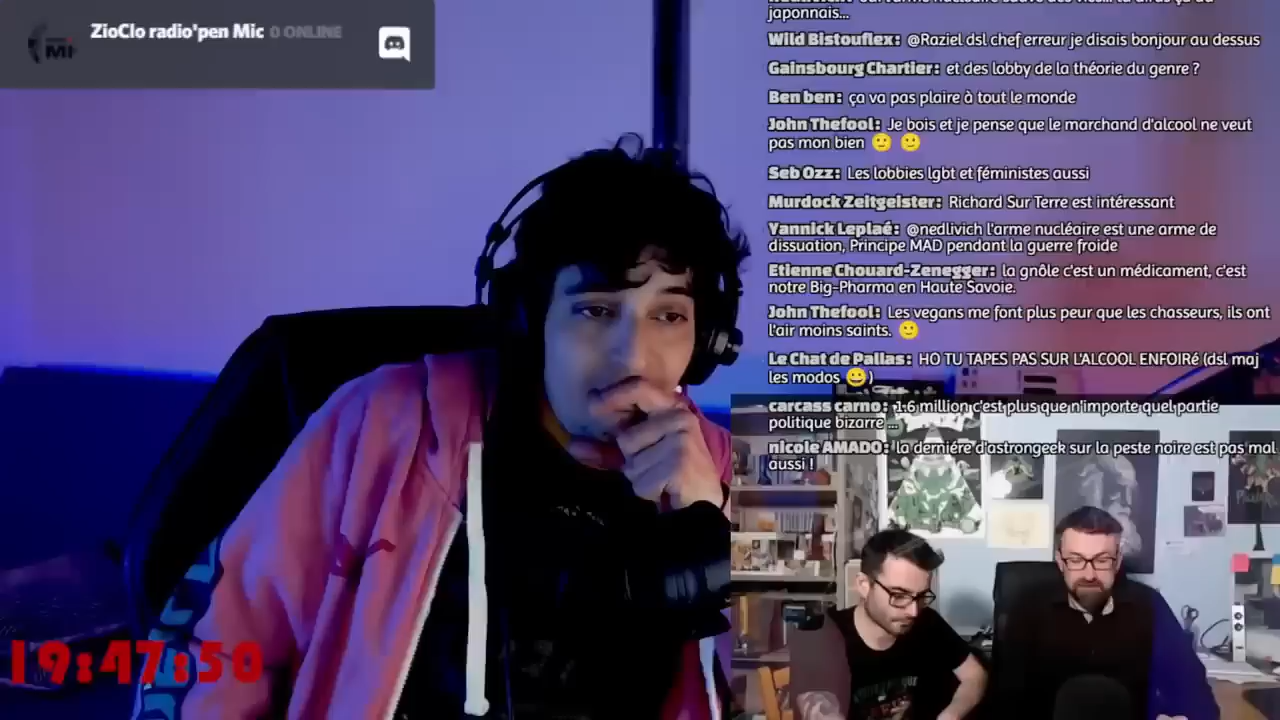 ZioClo radio'pen Mic 0 ONLINE
MI
japonnais...
Wild Bistouflex: @Raziel dsl chef erreur je disais bonjour au dessus
Gainsbourg Chartier: et des lobby de la théorie du genre ?
Ben ben: ça va pas plaire à tout le monde
John Thefool: Je bois et je pense que le marchand d'alcool ne veut
pas mon bien 🙂 🙂
Seb Ozz: Les lobbies lgbt et féministes aussi
Murdock Zeitgeister: Richard Sur Terre est intéressant
Yannick Leplaé: @nedlivich l'arme nucléaire est une arme de
dissuation, Principe MAD pendant la guerre froide
Etienne Chouard-Zenegger: la gnôle c'est un médicament, c'est
notre Big-Pharma en Haute Savoie.
John Thefool: Les vegans me font plus peur que les chasseurs, ils ont
l'air moins saints. 🙂
Le Chat de Pallas: HO TU TAPES PAS SUR L'ALCOOL ENFOIRé (dsl maj
les modos 😀)
carcass carno: 1.6 million c'est plus que n'importe quel partie
politique bizarre ...
nicole AMADO: la derniére d'astrongeek sur la peste noire est pas mal
aussi !
19:47:50